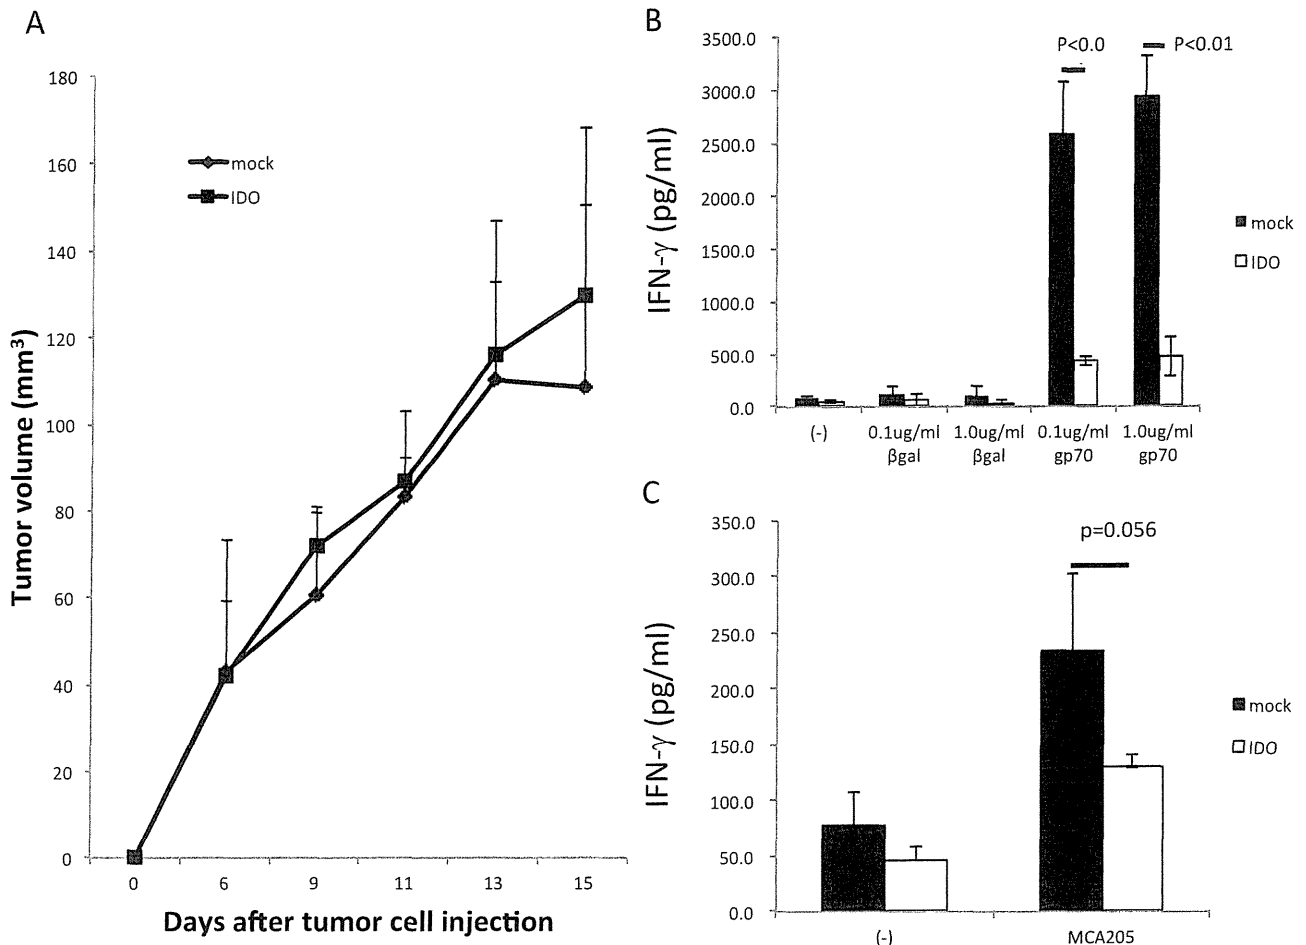 A
180
160
140
120
100
80
60
40
20
0
mock
IDO
Tumor volume (mm³)
0 6 9 11 13 15
Days after tumor cell injection
B
3500.0
3000.0
2500.0
2000.0
1500.0
1000.0
500.0
0.0
IFN-γ (pg/ml)
P<0.0
P<0.01
mock
IDO
(-) 0.1ug/ml 1.0ug/ml 0.1ug/ml 1.0ug/ml
βgal βgal gp70 gp70
C
350.0
300.0
250.0
200.0
150.0
100.0
50.0
0.0
IFN-γ (pg/ml)
p=0.056
mock
IDO
(-) MCA205